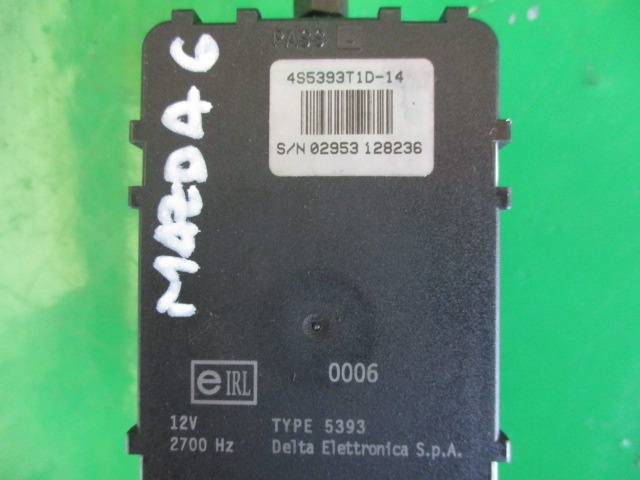 PASS
4S5393T1D-14
S/N 02953 128236
MAZDA 6
e IRL
0006
12V TYPE 5393
2700 Hz Delta Elettronica S.p.A.